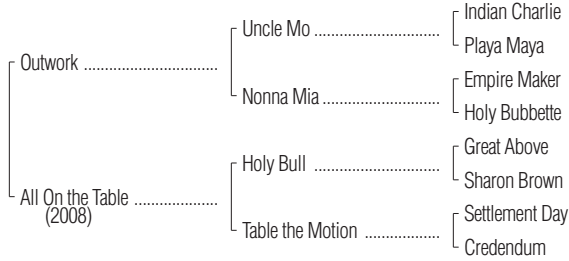 Indian Charlie
Uncle Mo ....................................
Playa Maya
Outwork ................................
Empire Maker
Nonna Mia .................................
Holy Bubbette
Great Above
Holy Bull ...................................
Sharon Brown
All On the Table ....................
(2008)
Settlement Day
Table the Motion ....................
Credendum